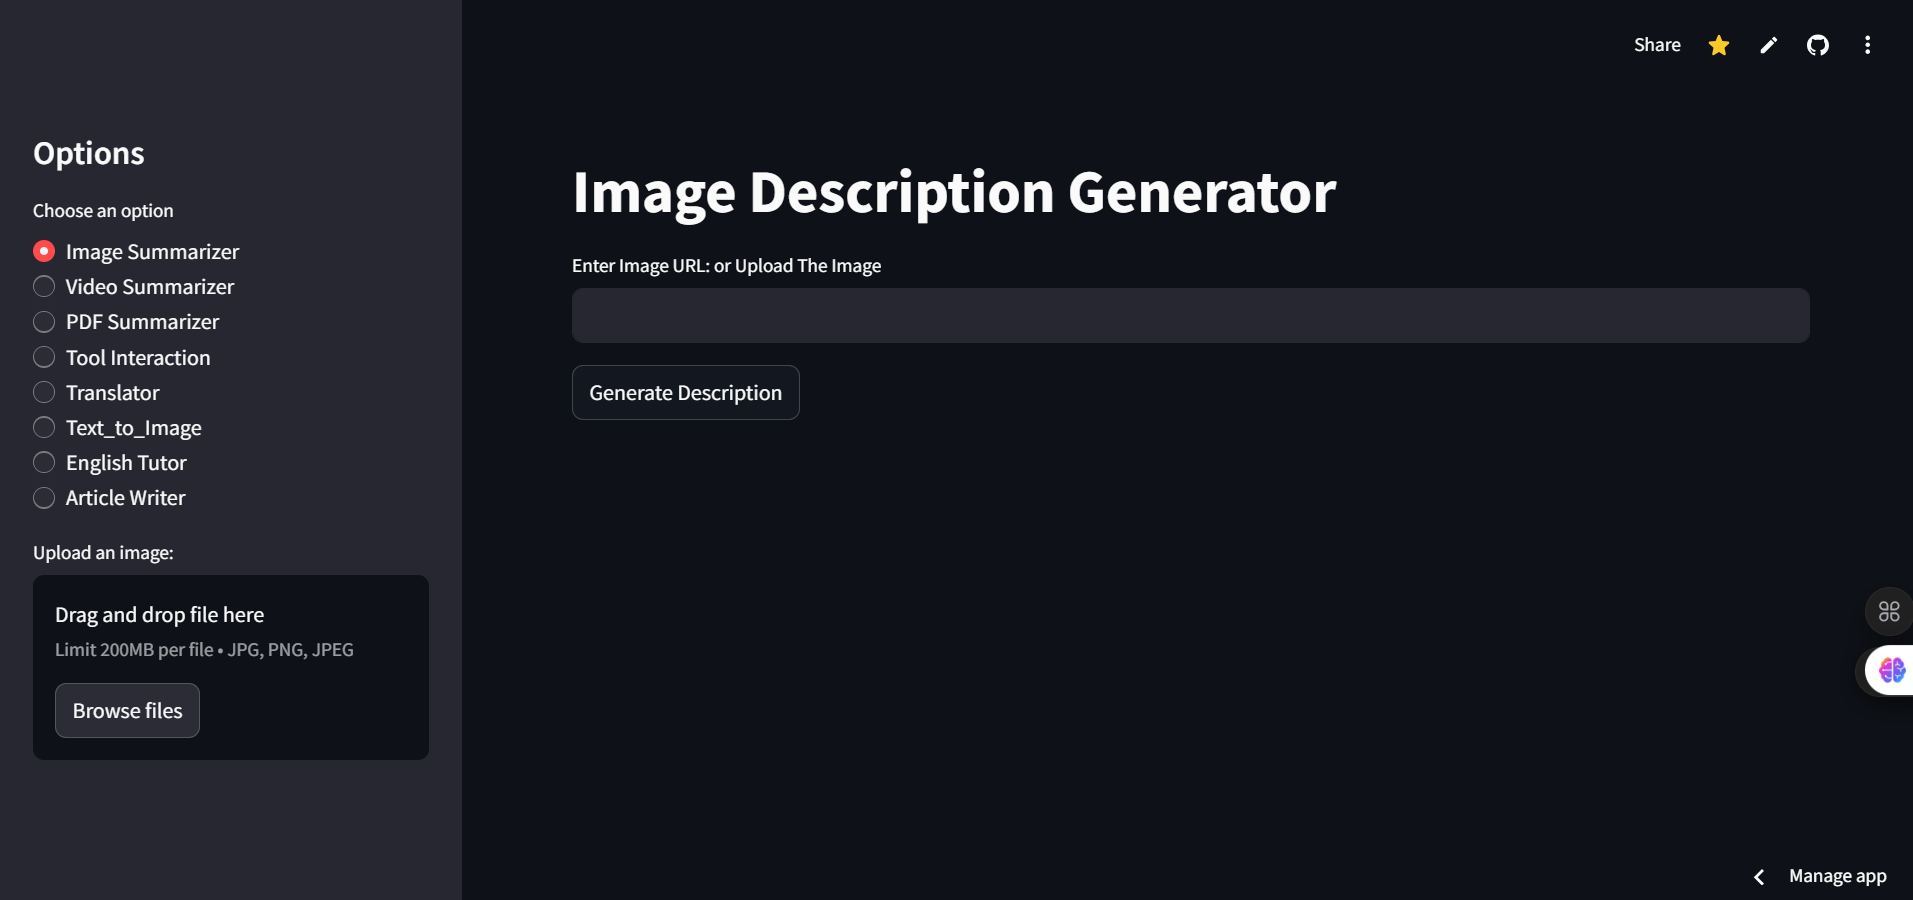 Share
Options
Choose an option
Image Summarizer
Video Summarizer
PDF Summarizer
Tool Interaction
Translator
Text_to_Image
English Tutor
Article Writer
Upload an image:
Drag and drop file here
Limit 200MB per file • JPG, PNG, JPEG
Browse files
Image Description Generator
Enter Image URL: or Upload The Image
Generate Description
Manage app